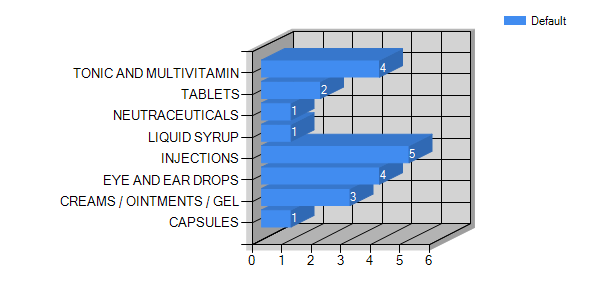 Default
TONIC AND MULTIVITAMIN 4
TABLETS 2
NEUTRACEUTICALS 1
LIQUID SYRUP 1
INJECTIONS 5
EYE AND EAR DROPS 4
CREAMS / OINTMENTS / GEL 3
CAPSULES 1
0 1 2 3 4 5 6